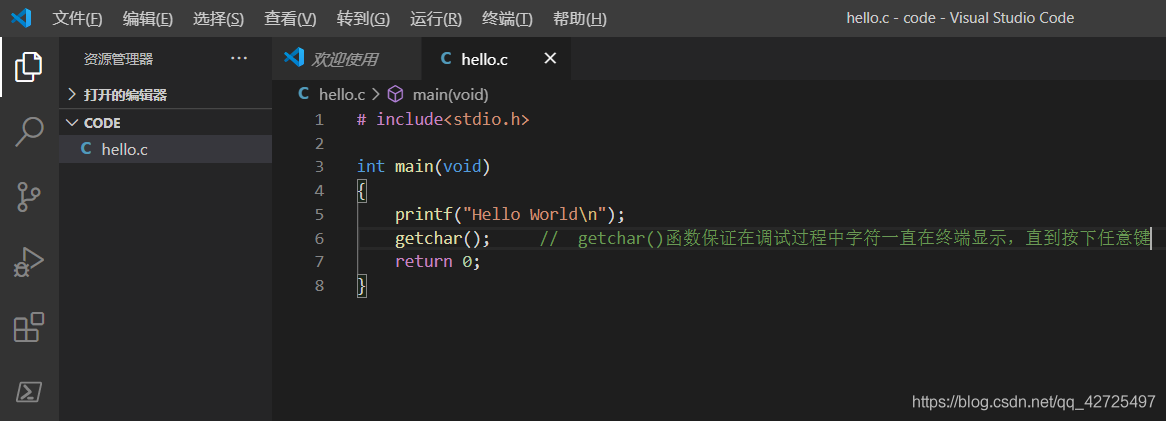 文件(F) 编辑(E) 选择(S) 查看(V) 转到(G) 运行(R) 终端(T) 帮助(H) hello.c - code - Visual Studio Code
资源管理器 ··· 欢迎使用 C hello.c ×
打开的编辑器 C hello.c > main(void)
CODE
C hello.c
1 # include<stdio.h>
2
3 int main(void)
4 {
5 printf("Hello World\n");
6 getchar(); // getchar()函数保证在调试过程中字符一直在终端显示，直到按下任意键
7 return 0;
8 }
https://blog.csdn.net/qq_42725497